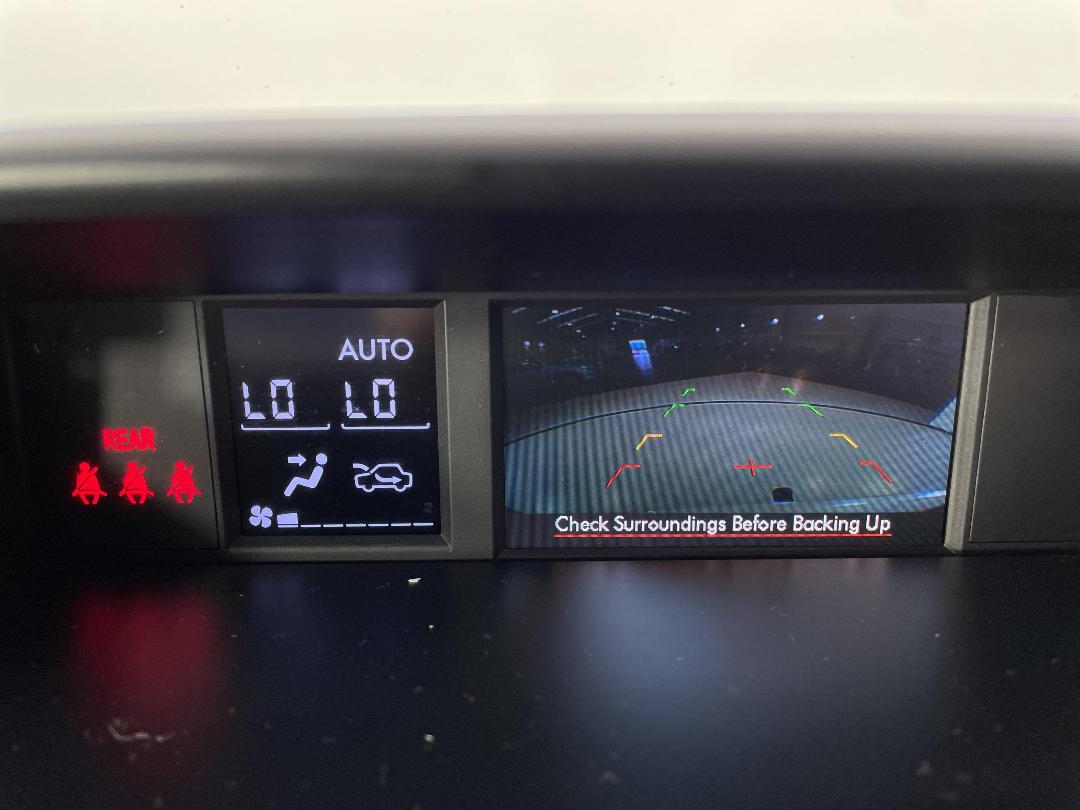 REAR
AUTO
LO LO
Check Surroundings Before Backing Up